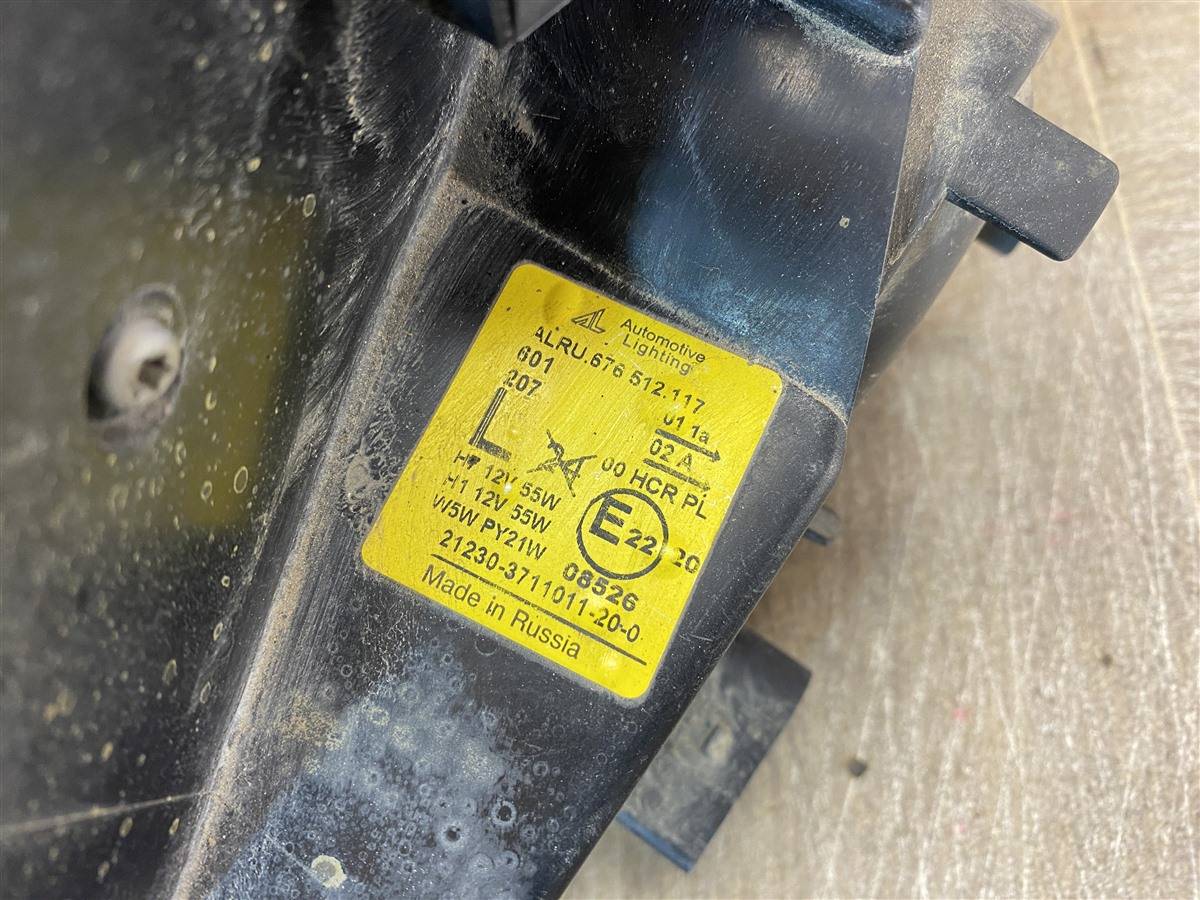 Automotive
Lighting
ALRU.676 512.117
601
207
01 1a
02 A
L
00 HCR PL
H7 12V 55W
H1 12V 55W
W5W PY21W
E22
20
08526
21230-3711011-20-0
Made in Russia